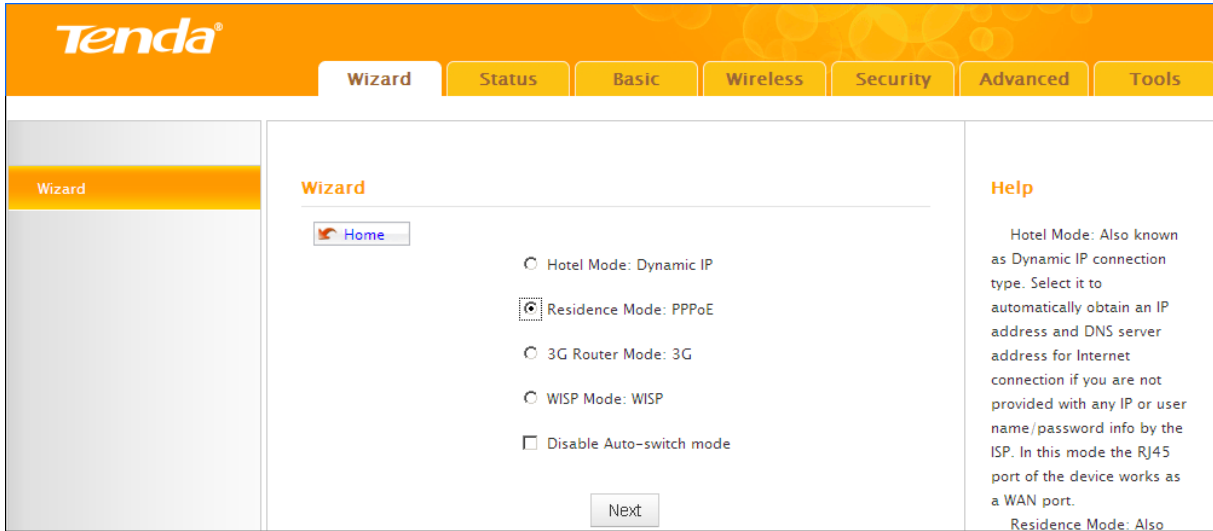 Tenda®
Wizard Status Basic Wireless Security Advanced Tools
Wizard
Wizard
Home
Hotel Mode: Dynamic IP
Residence Mode: PPPoE
3G Router Mode: 3G
WISP Mode: WISP
Disable Auto-switch mode
Next
Help
Hotel Mode: Also known
as Dynamic IP connection
type. Select it to
automatically obtain an IP
address and DNS server
address for Internet
connection if you are not
provided with any IP or user
name/password info by the
ISP. In this mode the RJ45
port of the device works as
a WAN port.
Residence Mode: Also